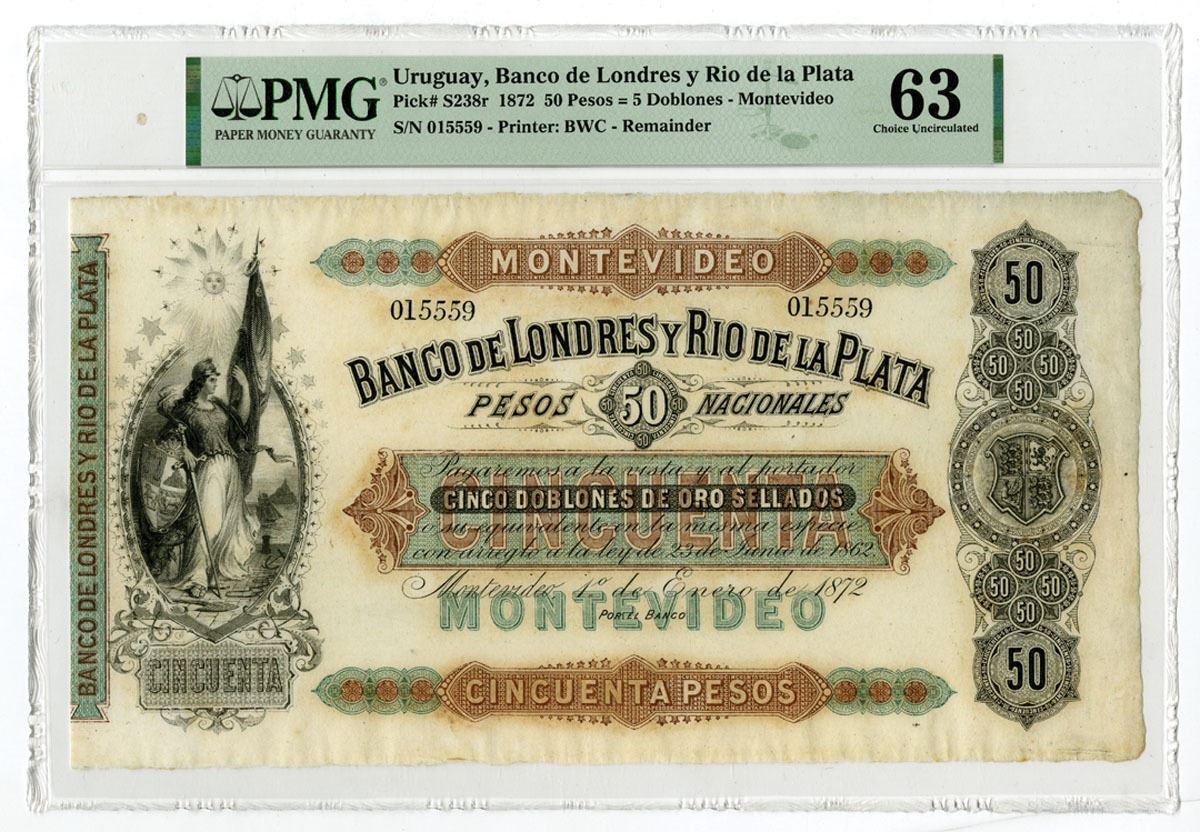 PMG
PAPER MONEY GUARANTY
Uruguay, Banco de Londres y Rio de la Plata
Pick# S238r 1872 50 Pesos = 5 Doblones - Montevideo
S/N 015559 - Printer: BWC - Remainder
63
Choice Uncirculated
BANCO DE LONDRES Y RIO DE LA PLATA
MONTEVIDEO
015559 015559
BANCO DE LONDRES Y RIO DE LA PLATA
PESOS 50 NACIONALES
Pagaremos á la vista y al portador
CINCO DOBLONES DE ORO SELLADOS
CINCUENTA
o su equivalente en la misma especie
con arreglo a la ley de 23 de Junio de 1862
Montevideo 1º de Enero de 1872
MONTEVIDEO
POR EL BANCO
CINCUENTA
CINCUENTA PESOS
50
50
50 50
50
50
50 50
50
50